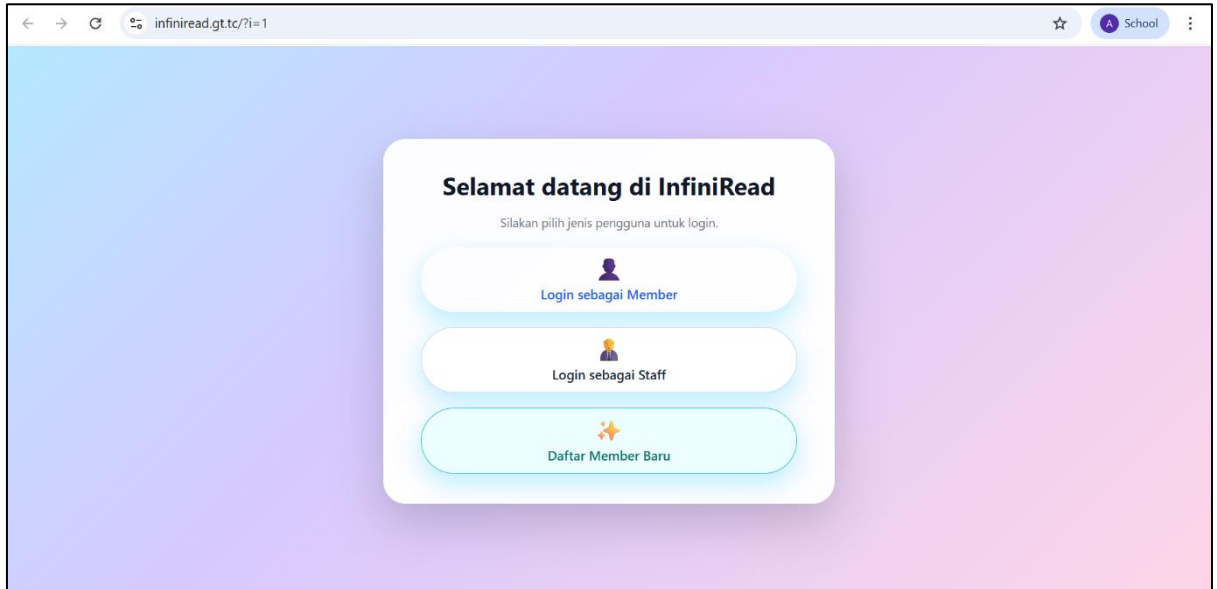 infiniread.gt.tc/?i=1
A School
Selamat datang di InfiniRead
Silakan pilih jenis pengguna untuk login.
Login sebagai Member
Login sebagai Staff
Daftar Member Baru